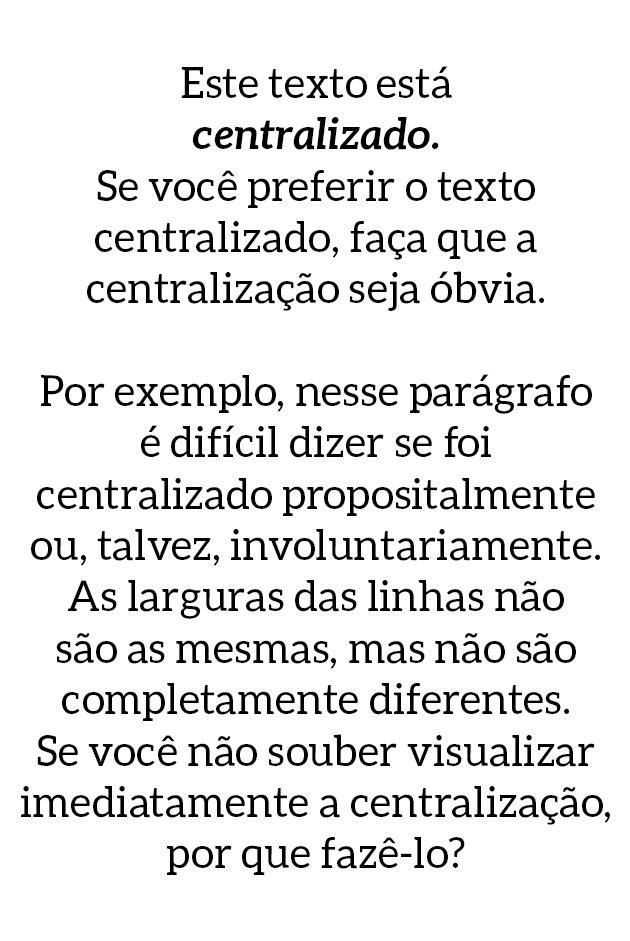 Este texto está
centralizado.
Se você preferir o texto
centralizado, faça que a
centralização seja óbvia.
Por exemplo, nesse parágrafo
é difícil dizer se foi
centralizado propositalmente
ou, talvez, involuntariamente.
As larguras das linhas não
são as mesmas, mas não são
completamente diferentes.
Se você não souber visualizar
imediatamente a centralização,
por que fazê-lo?